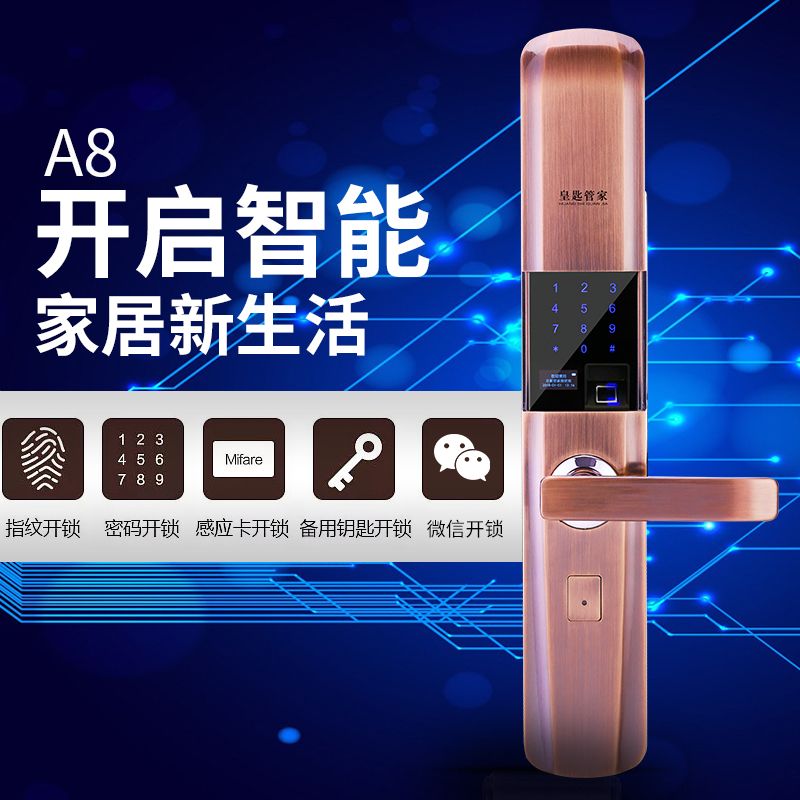 A8
开启智能
家居新生活
1 2 3
4 5 6
7 8 9
Mifare
指纹开锁
密码开锁
感应卡开锁
备用钥匙开锁
微信开锁
皇匙管家
1 2 3
4 5 6
7 8 9
* 0 #